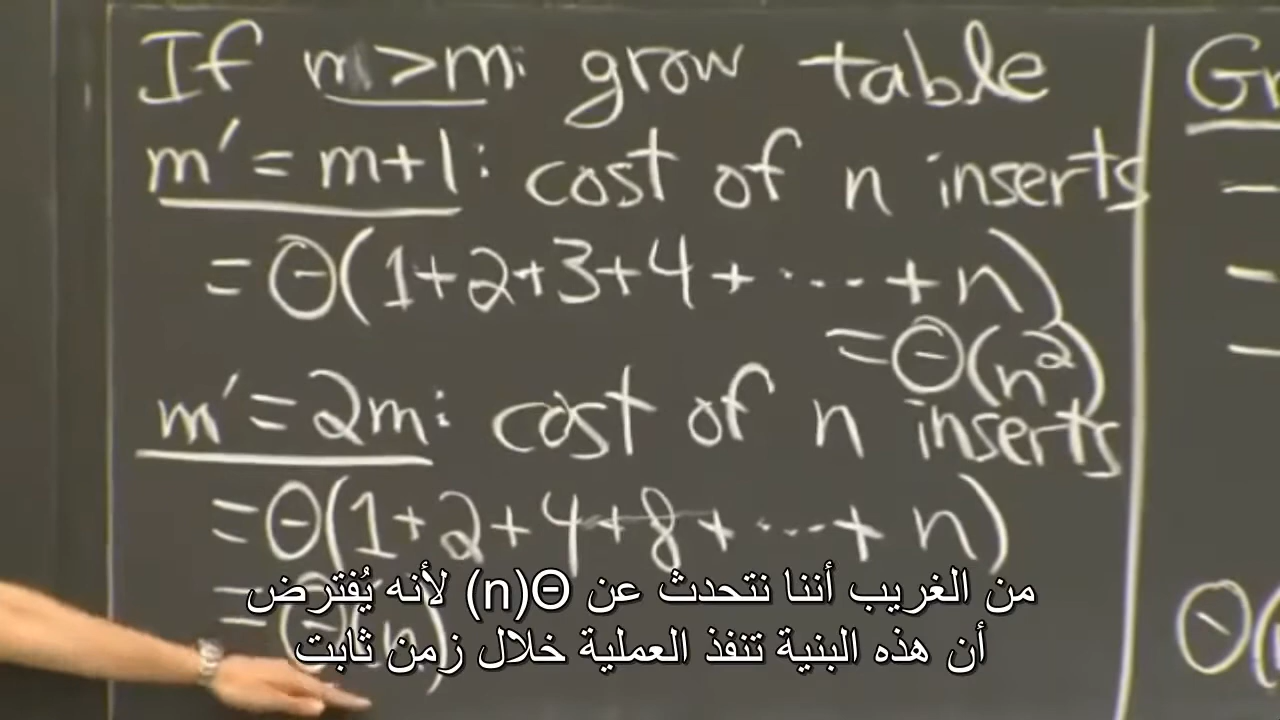 If m > m: grow table
m' = m+1: cost of n inserts
= Θ(1+2+3+4+ ⋯ + n)
= Θ(n²)
m' = 2m: cost of n inserts
= Θ(1+2+4+8+ ⋯ + n)
= Θ(n)
من الغريب أننا نتحدث عن Θ(n) لأنه يُفترض
أن هذه البنية تنفذ العملية خلال زمن ثابت
Gr
Θ(